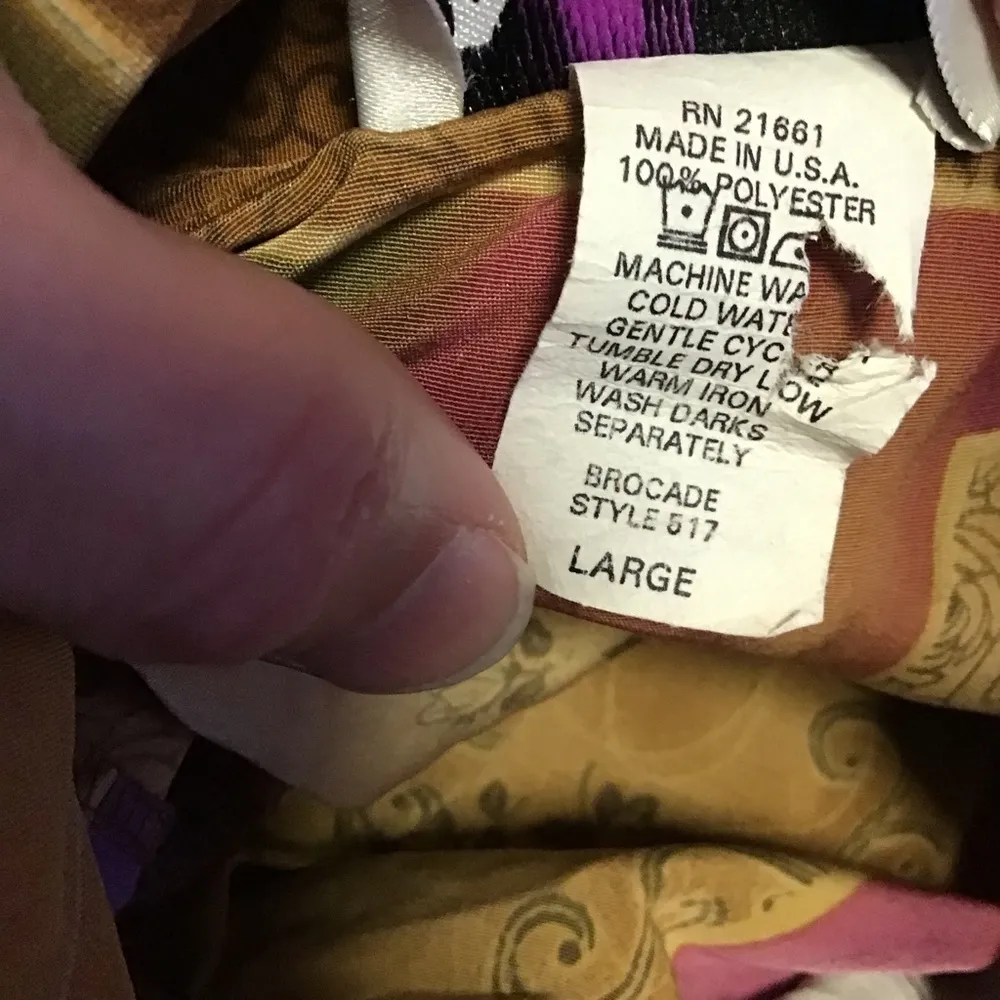 RN 21661
MADE IN U.S.A.
100% POLYESTER
MACHINE WA
COLD WATE
GENTLE CYC
TUMBLE DRY LOW
WARM IRON
WASH DARKS
SEPARATELY
BROCADE
STYLE 517
LARGE